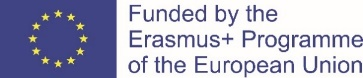 Funded by the
Erasmus+ Programme
of the European Union